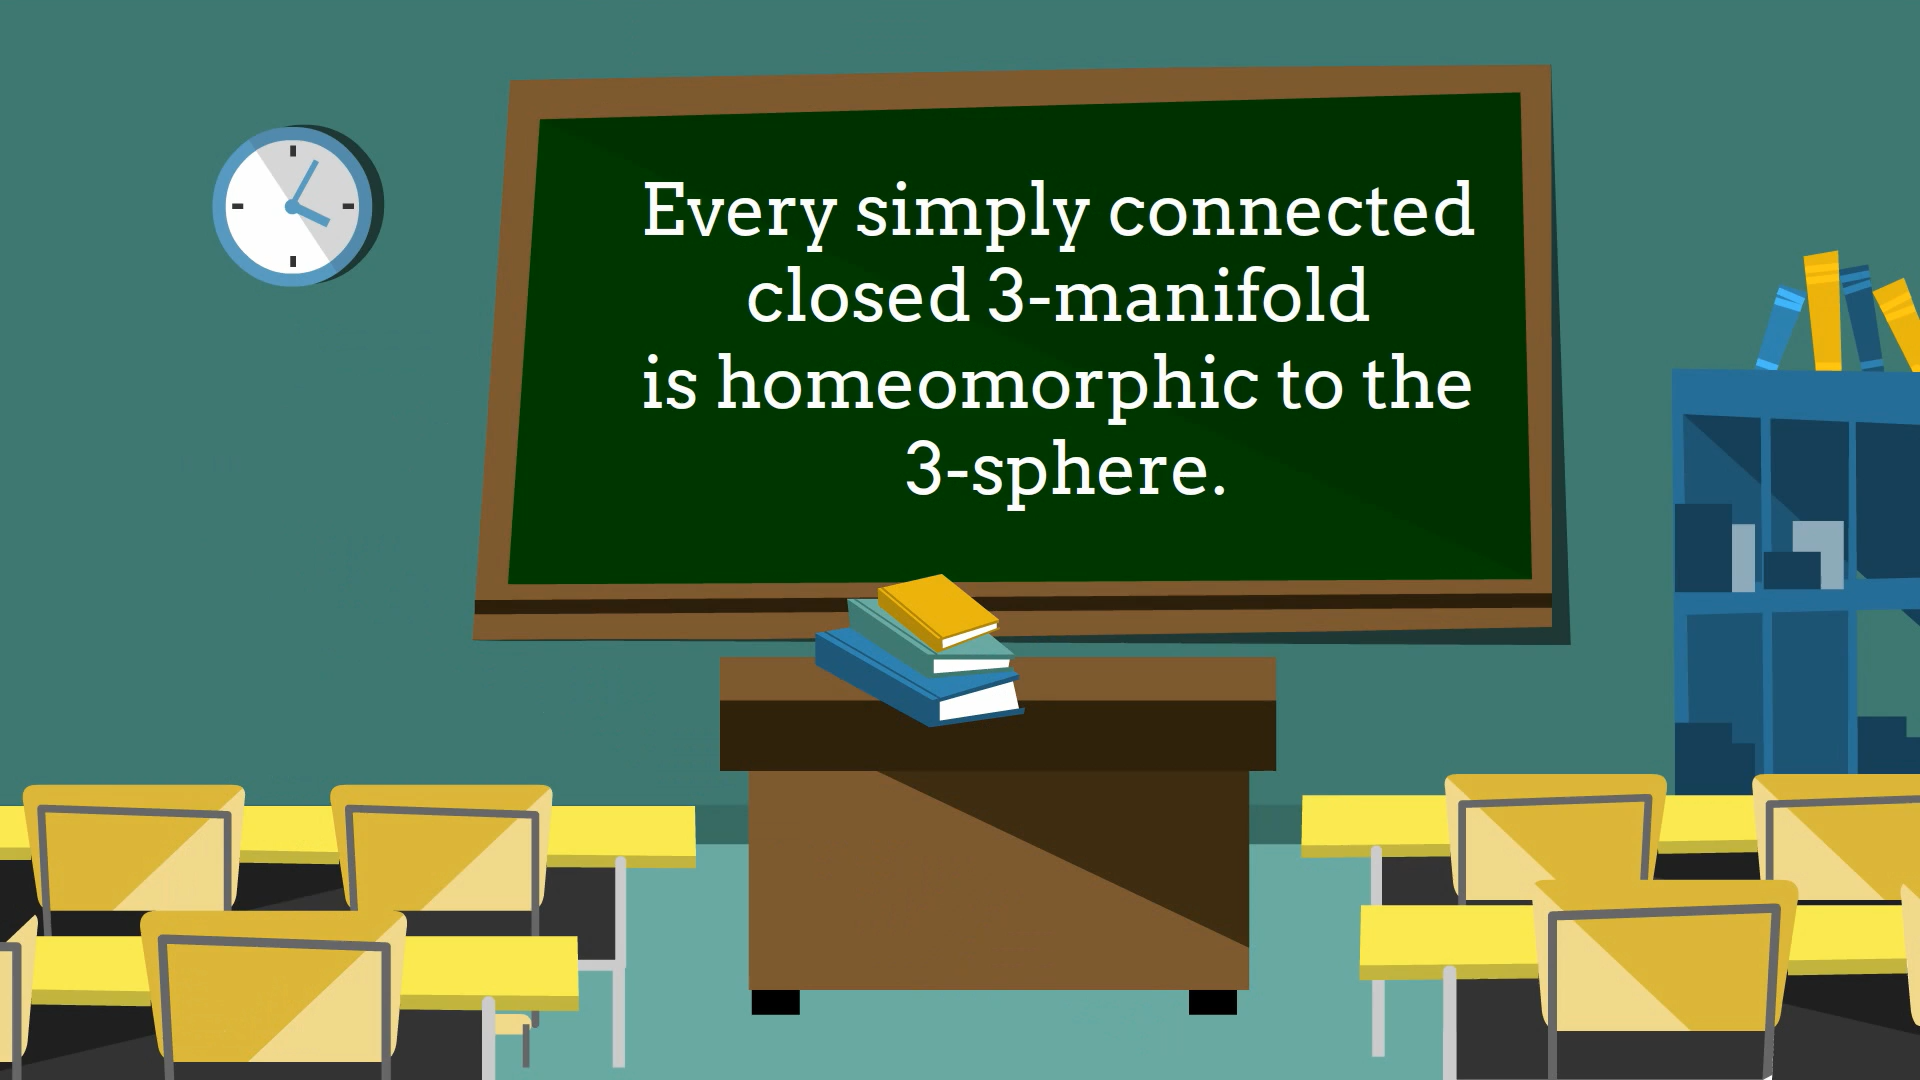 Every simply connected
closed 3-manifold
is homeomorphic to the
3-sphere.